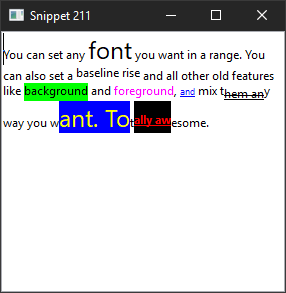 Snippet 211
You can set any font you want in a range. You
can also set a baseline rise and all other old features
like background and foreground, and mix them any
way you want. Totally awesome.